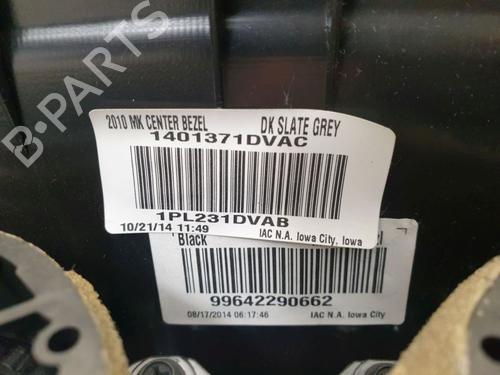 B-PARTS
2010 MK CENTER BEZEL DK SLATE GREY
1401371DVAC
1PL231DVAB
10/21/14 11:49 IAC N.A. Iowa City, Iowa
Black
99642290662
08/17/2014 06:17:46 IAC N.A. Iowa City